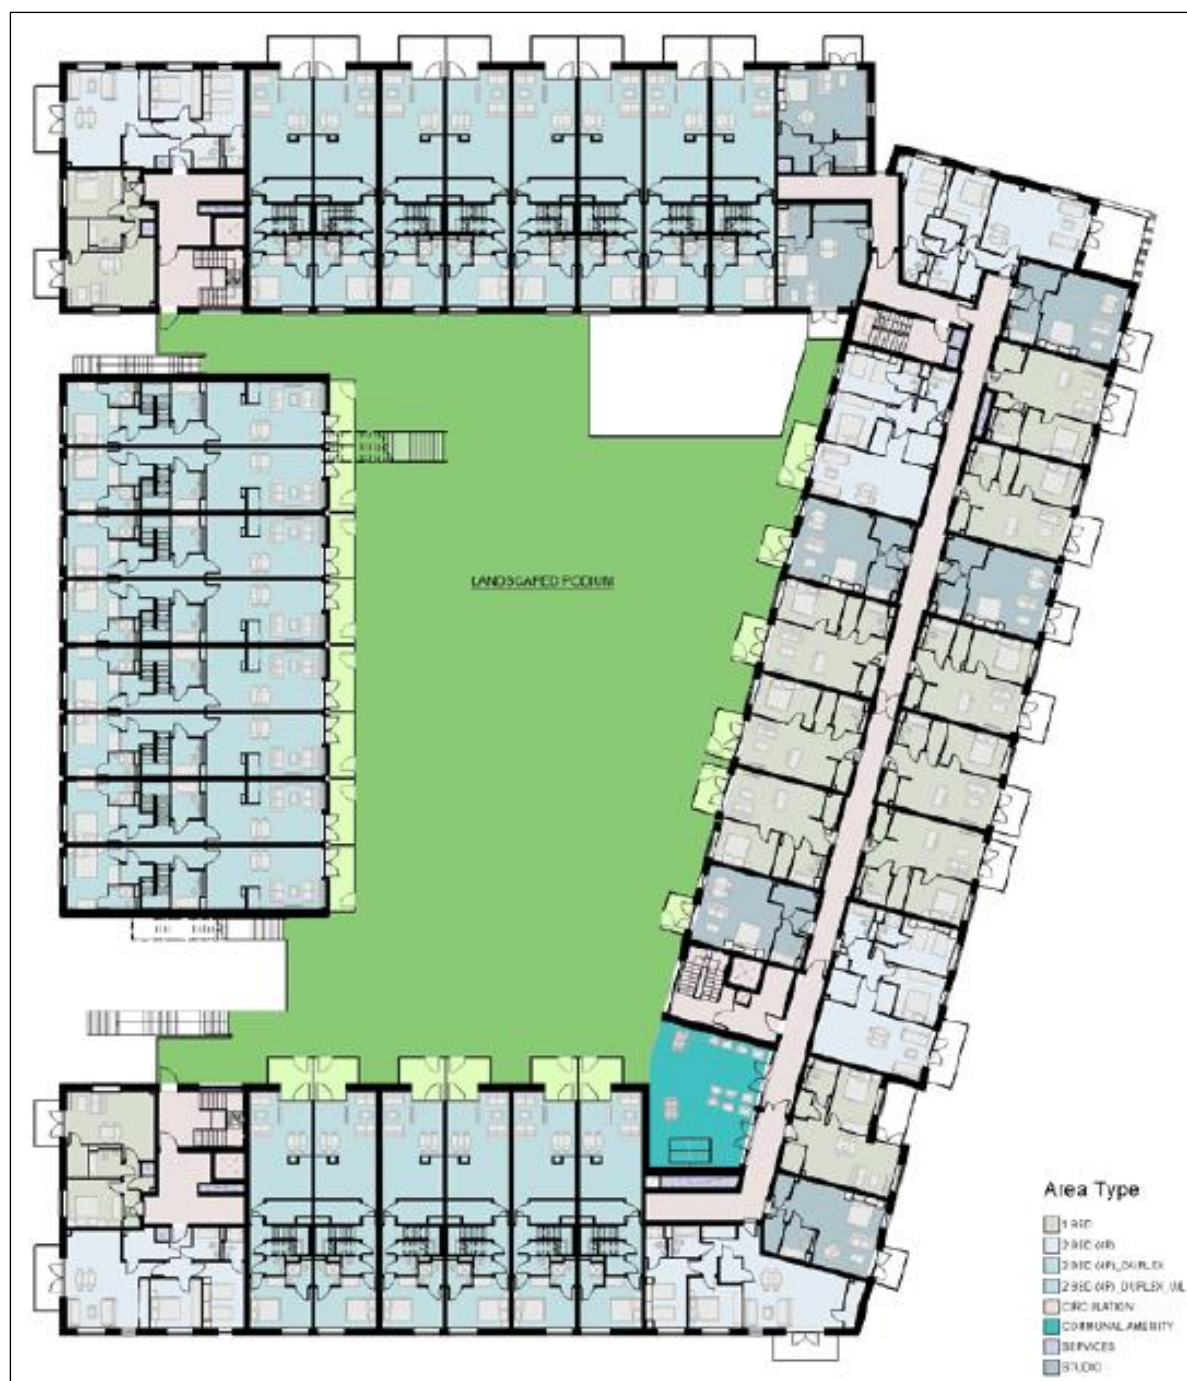 LANDSCAPED PODIUM
Area Type
1 BED
2 BED (4P)
2 BED (4P)_DUPLEX
2 BED (4P)_DUPLEX_UL
CIRCULATION
COMMUNAL AMENITY
SERVICES
STUDIO